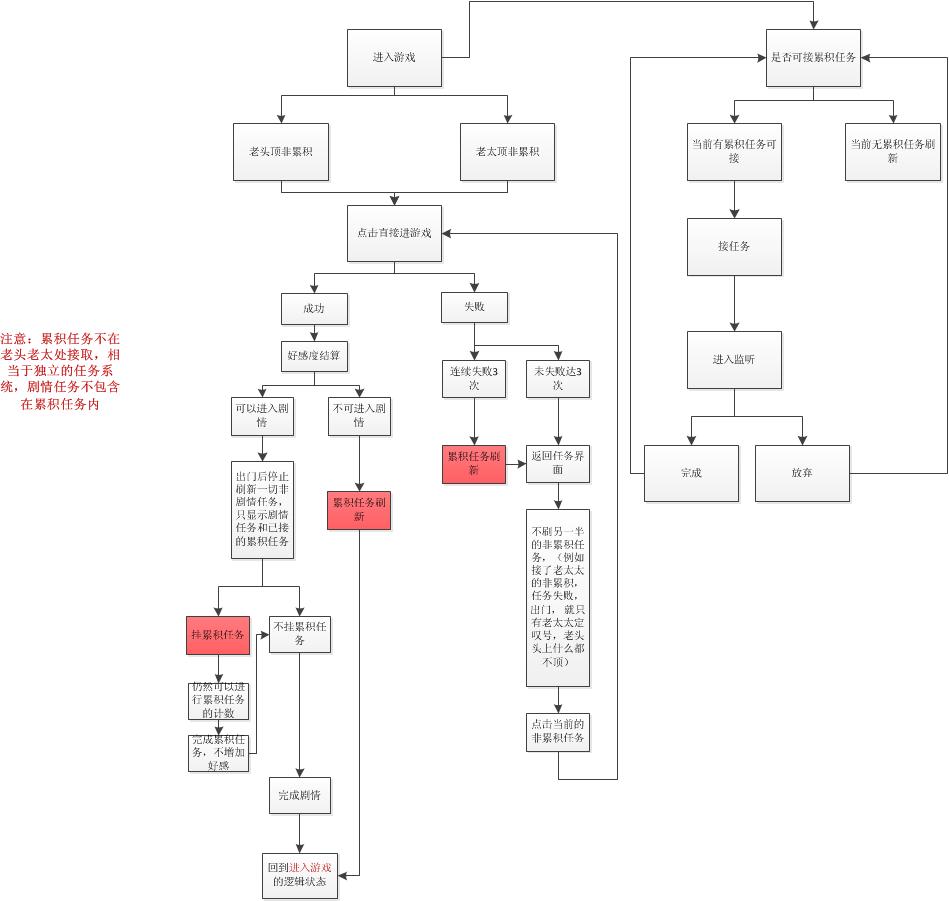 进入游戏
是否可接累积任务
老头顶非累积
老太顶非累积
当前有累积任务可
接
当前无累积任务刷
新
点击直接进游戏
接任务
成功
失败
注意：累积任务不在
老头老太处接取，相
当于独立的任务系
统，剧情任务不包含
在累积任务内
好感度结算
进入监听
连续失败3
次
未失败达3
次
可以进入剧
情
不可进入剧
情
累积任务刷
新
返回任务界
面
完成
放弃
出门后停止
刷新一切非
剧情任务，
只显示剧情
任务和已接
的累积任务
累积任务刷
新
不刷另一半
的非累积任
务，（例如
接了老太太
的非累积，
任务失败，
出门，就只
有老太太定
叹号，老头
头上什么都
不顶）
挂累积任务
不挂累积任
务
仍然可以进
行累积任务
的计数
点击当前的
非累积任务
完成累积任
务，不增加
好感
完成剧情
回到进入游戏
的逻辑状态